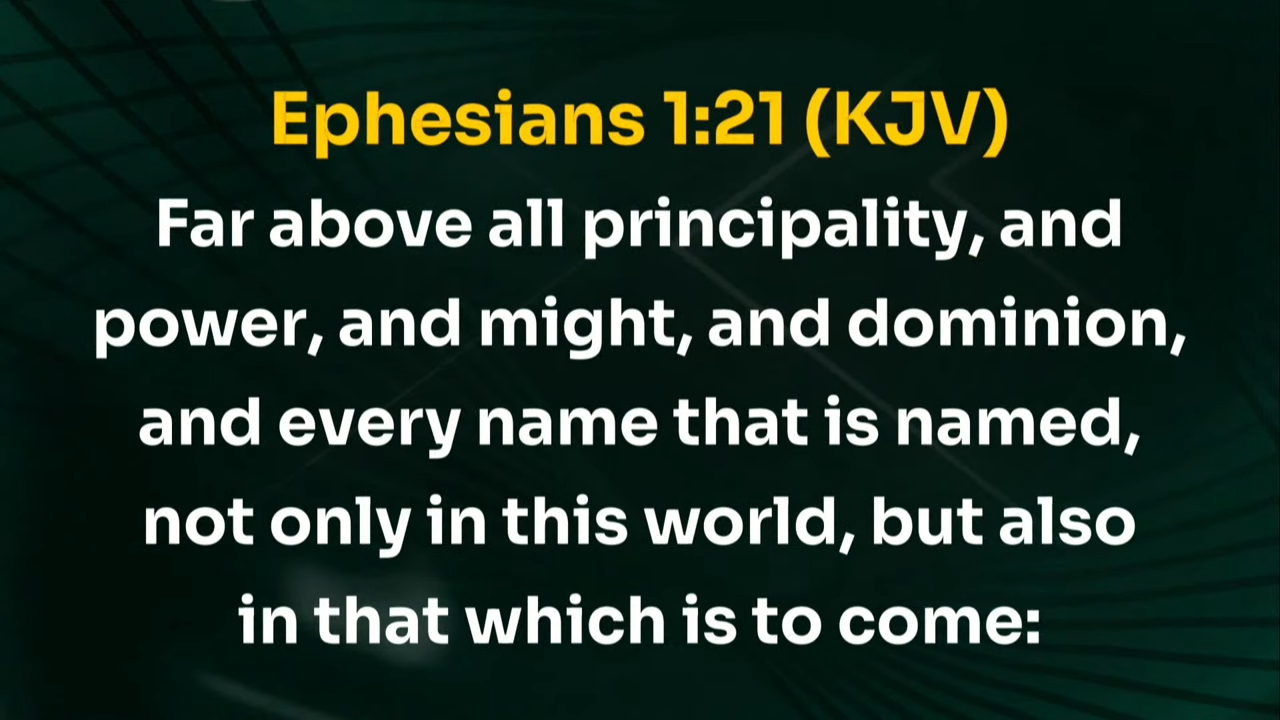 Ephesians 1:21 (KJV)
Far above all principality, and
power, and might, and dominion,
and every name that is named,
not only in this world, but also
in that which is to come: